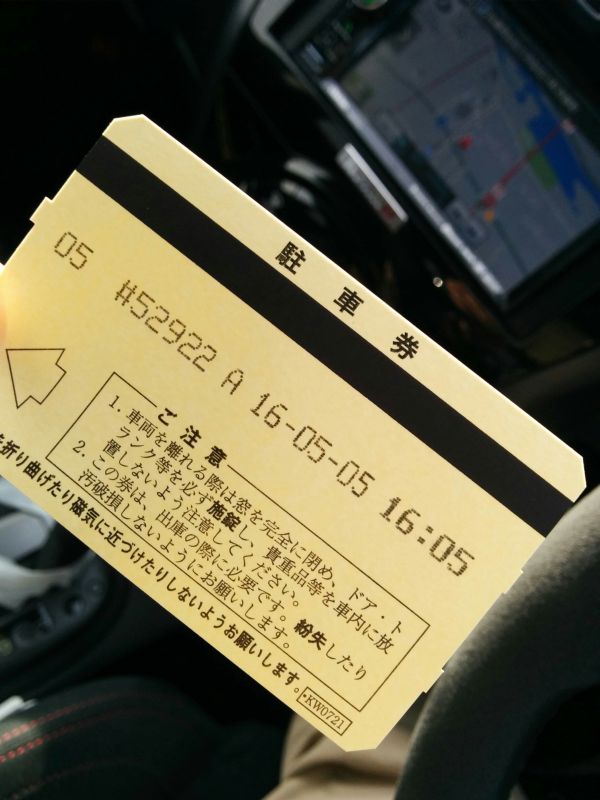 駐車券
05 #52922 A 16-05-05 16:05
ご注意
1. 車両を離れる際は窓を完全に閉め、ドア・ト
ランク等を必ず施錠し、貴重品等を車内に放
置しないよう注意してください。
2. この券は、出庫の際に必要です。紛失したり
汚破損しないようにお願いします。
を折り曲げたり磁気に近づけたりしないようお願いします。
・KW0721